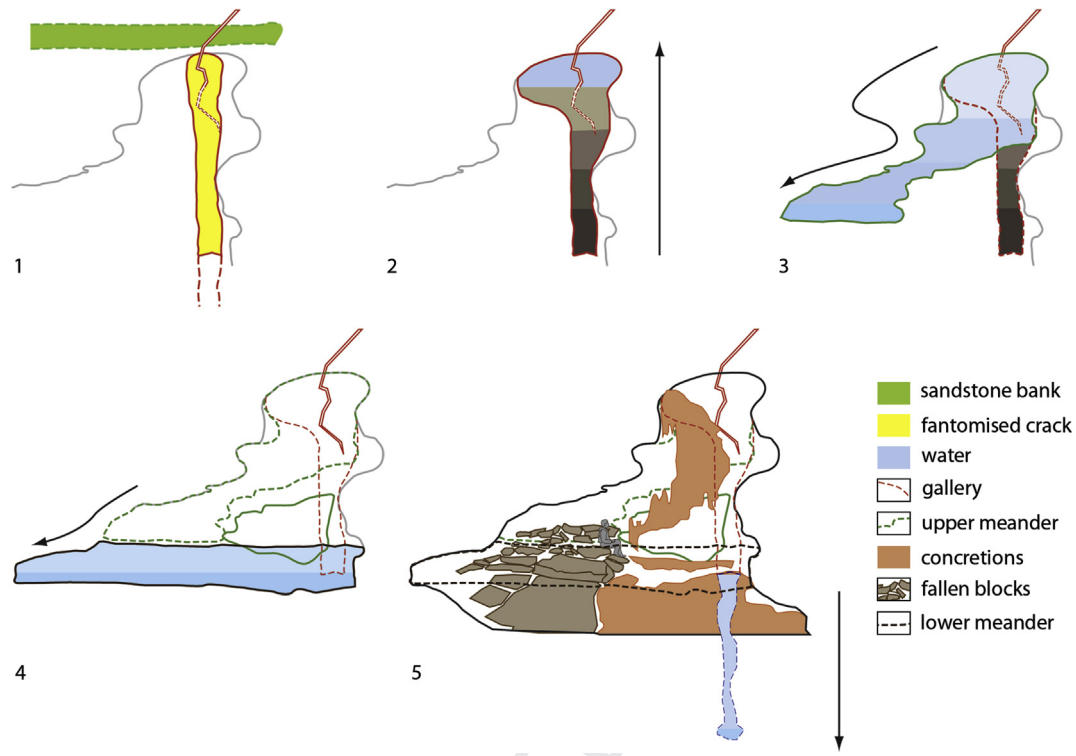 1
2
3
4
5
sandstone bank
fantomised crack
water
gallery
upper meander
concretions
fallen blocks
lower meander